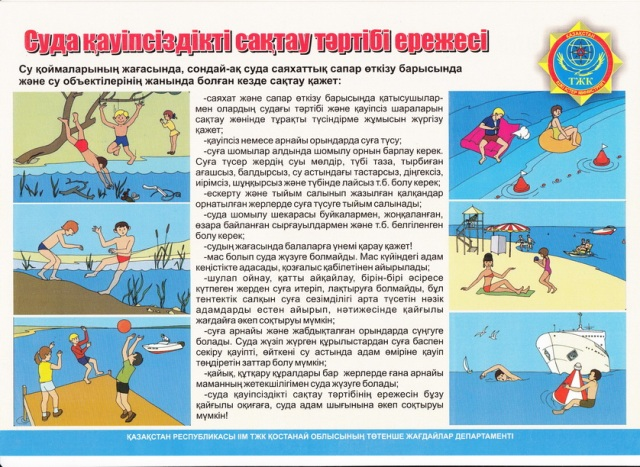 Суда қауіпсіздікті сақтау тәртібі ережесі
ҚАЗАҚСТАН
ТЖК
Су қоймаларының жағасында, сондай-ақ суда саяхаттық сапар өткізу барысында
және су объектілерінің жанында болған кезде сақтау қажет:
-саяхат және сапар өткізу барысында қатысушылар-
мен олардың судағы тәртібі және қауіпсіз шараларын
сақтау жөнінде тұрақты түсіндірме жұмысын жүргізу
қажет;
-қауіпсіз немесе арнайы орындарда суға түсу;
-суға шомылар алдында шомылу орнын барлау керек.
Суға түсер жердің суы мөлдір, түбі таза, тырбиған
ағашсыз, балдырсыз, су астындағы тастарсыз, діңгексіз,
иірімсіз, шұңқырсыз және түбінде лайсыз т.б. болу керек;
-ескерту және тыйым салынып жазылған қалқандар
орнатылған жерлерде суға түсуге тыйым салынады;
-суда шомылу шекарасы буйкалармен, жоңқаланған,
өзара байланған сырғауылдармен және т.б. белгіленген
болу керек;
-судың жағасында балаларға үнемі қарау қажет!
-мас болып суда жүзуге болмайды. Мас күйіндегі адам
кеңістікте адасады, қозғалыс қабілетінен айырылады;
-шулап ойнау, қатты айқайлау, бірін-бірі әсіресе
күтпеген жерден суға итеріп, лақтыруға болмайды, бұл
тентектік салқын суға сезімділігі арта түсетін нәзік
адамдарды естен айырып, нәтижесінде қайғылы
жағдайға әкеп соқтыруы мүмкін;
-суға арнайы және жабдықталған орындарда сүңгуге
болады. Суда жүзіп жүрген құрылыстардан суға баспен
секіру қауіпті, өйткені су астында адам өміріне қауіп
төндіретін заттар болу мүмкін;
-қайық, құтқару құралдары бар жерлерде ғана арнайы
маманның жетекшілігімен суда жүзуге болады;
-суда қауіпсіздікті сақтау тәртібінің ережесін бұзу
қайғылы оқиғаға, суда адам шығынына әкеп соқтыруы
мүмкін!
ҚАЗАҚСТАН РЕСПУБЛИКАСЫ ІІМ ТЖК ҚОСТАНАЙ ОБЛЫСЫНЫҢ ТӨТЕНШЕ ЖАҒДАЙЛАР ДЕПАРТАМЕНТІ